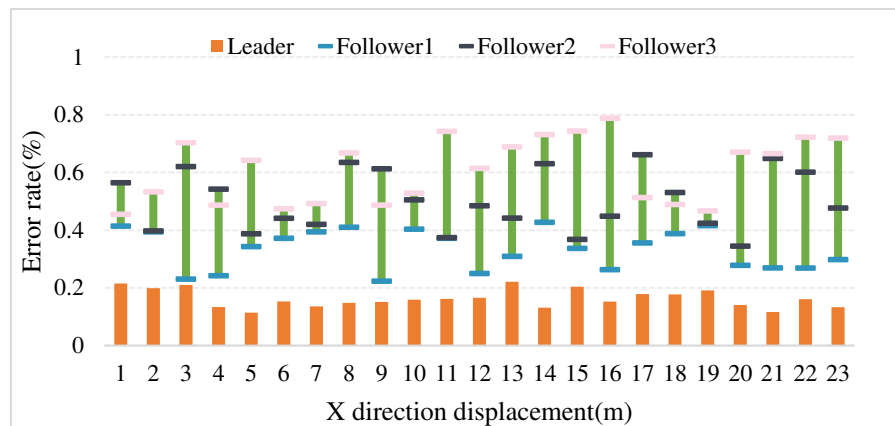 Leader Follower1 Follower2 Follower3
1
0.8
0.6
0.4
0.2
0
Error rate(%)
1 2 3 4 5 6 7 8 9 10 11 12 13 14 15 16 17 18 19 20 21 22 23
X direction displacement(m)